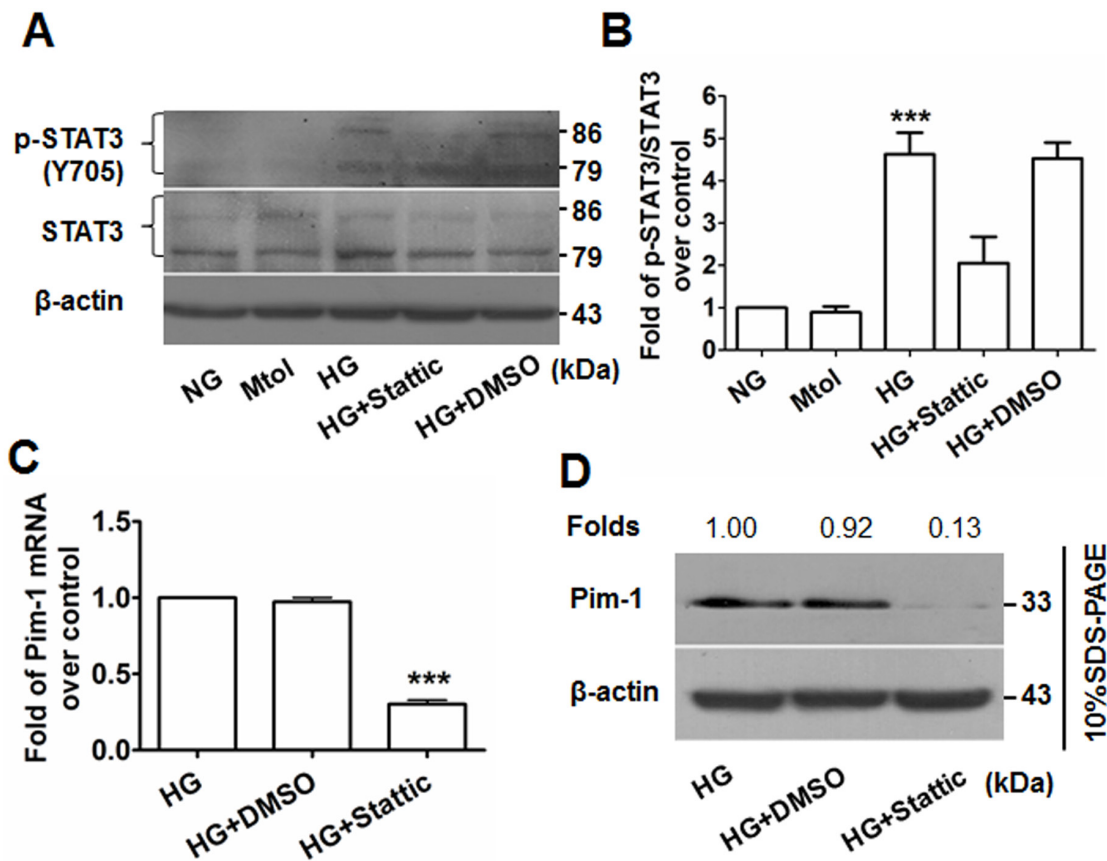 A
p-STAT3
(Y705)
86
79
STAT3
86
79
β-actin
43
NG
Mtol
HG
HG+Stattic
HG+DMSO
(kDa)
B
Fold of p-STAT3/STAT3
over control
6
5
4
3
2
1
0
***
NG
Mtol
HG
HG+Stattic
HG+DMSO
C
Fold of Pim-1 mRNA
over control
1.5
1.0
0.5
0.0
***
HG
HG+DMSO
HG+Stattic
D
Folds 1.00 0.92 0.13
Pim-1
33
β-actin
43
HG
HG+DMSO
HG+Stattic
(kDa)
10%SDS-PAGE